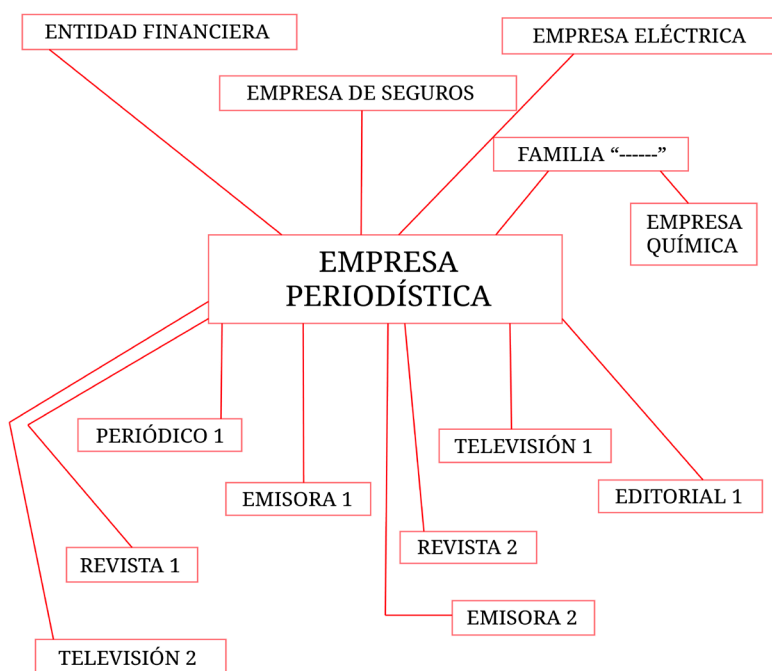 ENTIDAD FINANCIERA
EMPRESA ELÉCTRICA
EMPRESA DE SEGUROS
FAMILIA “------”
EMPRESA
QUÍMICA
EMPRESA
PERIODÍSTICA
PERIÓDICO 1
TELEVISIÓN 1
EMISORA 1
EDITORIAL 1
REVISTA 2
REVISTA 1
EMISORA 2
TELEVISIÓN 2